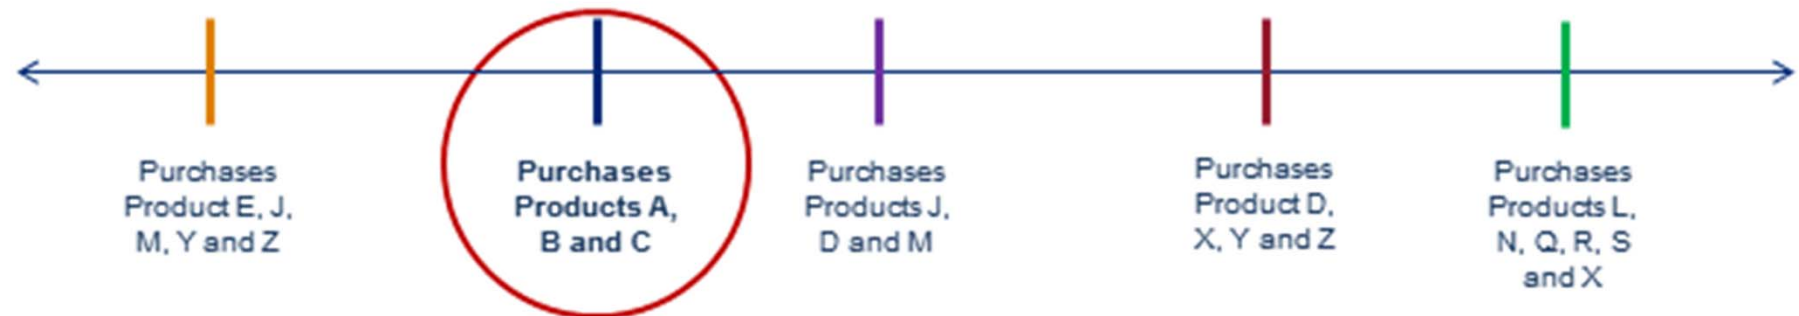 Purchases
Product E, J,
M, Y and Z
Purchases
Products A,
B and C
Purchases
Products J,
D and M
Purchases
Product D,
X, Y and Z
Purchases
Products L,
N, Q, R, S
and X